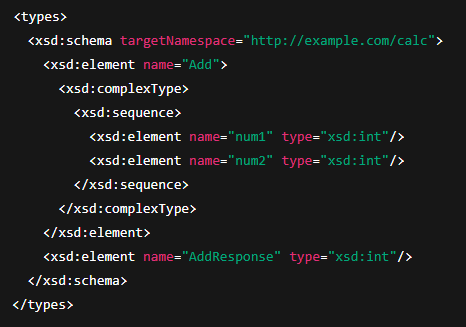 <types>
  <xsd:schema targetNamespace="http://example.com/calc">
    <xsd:element name="Add">
      <xsd:complexType>
        <xsd:sequence>
          <xsd:element name="num1" type="xsd:int"/>
          <xsd:element name="num2" type="xsd:int"/>
        </xsd:sequence>
      </xsd:complexType>
    </xsd:element>
    <xsd:element name="AddResponse" type="xsd:int"/>
  </xsd:schema>
</types>